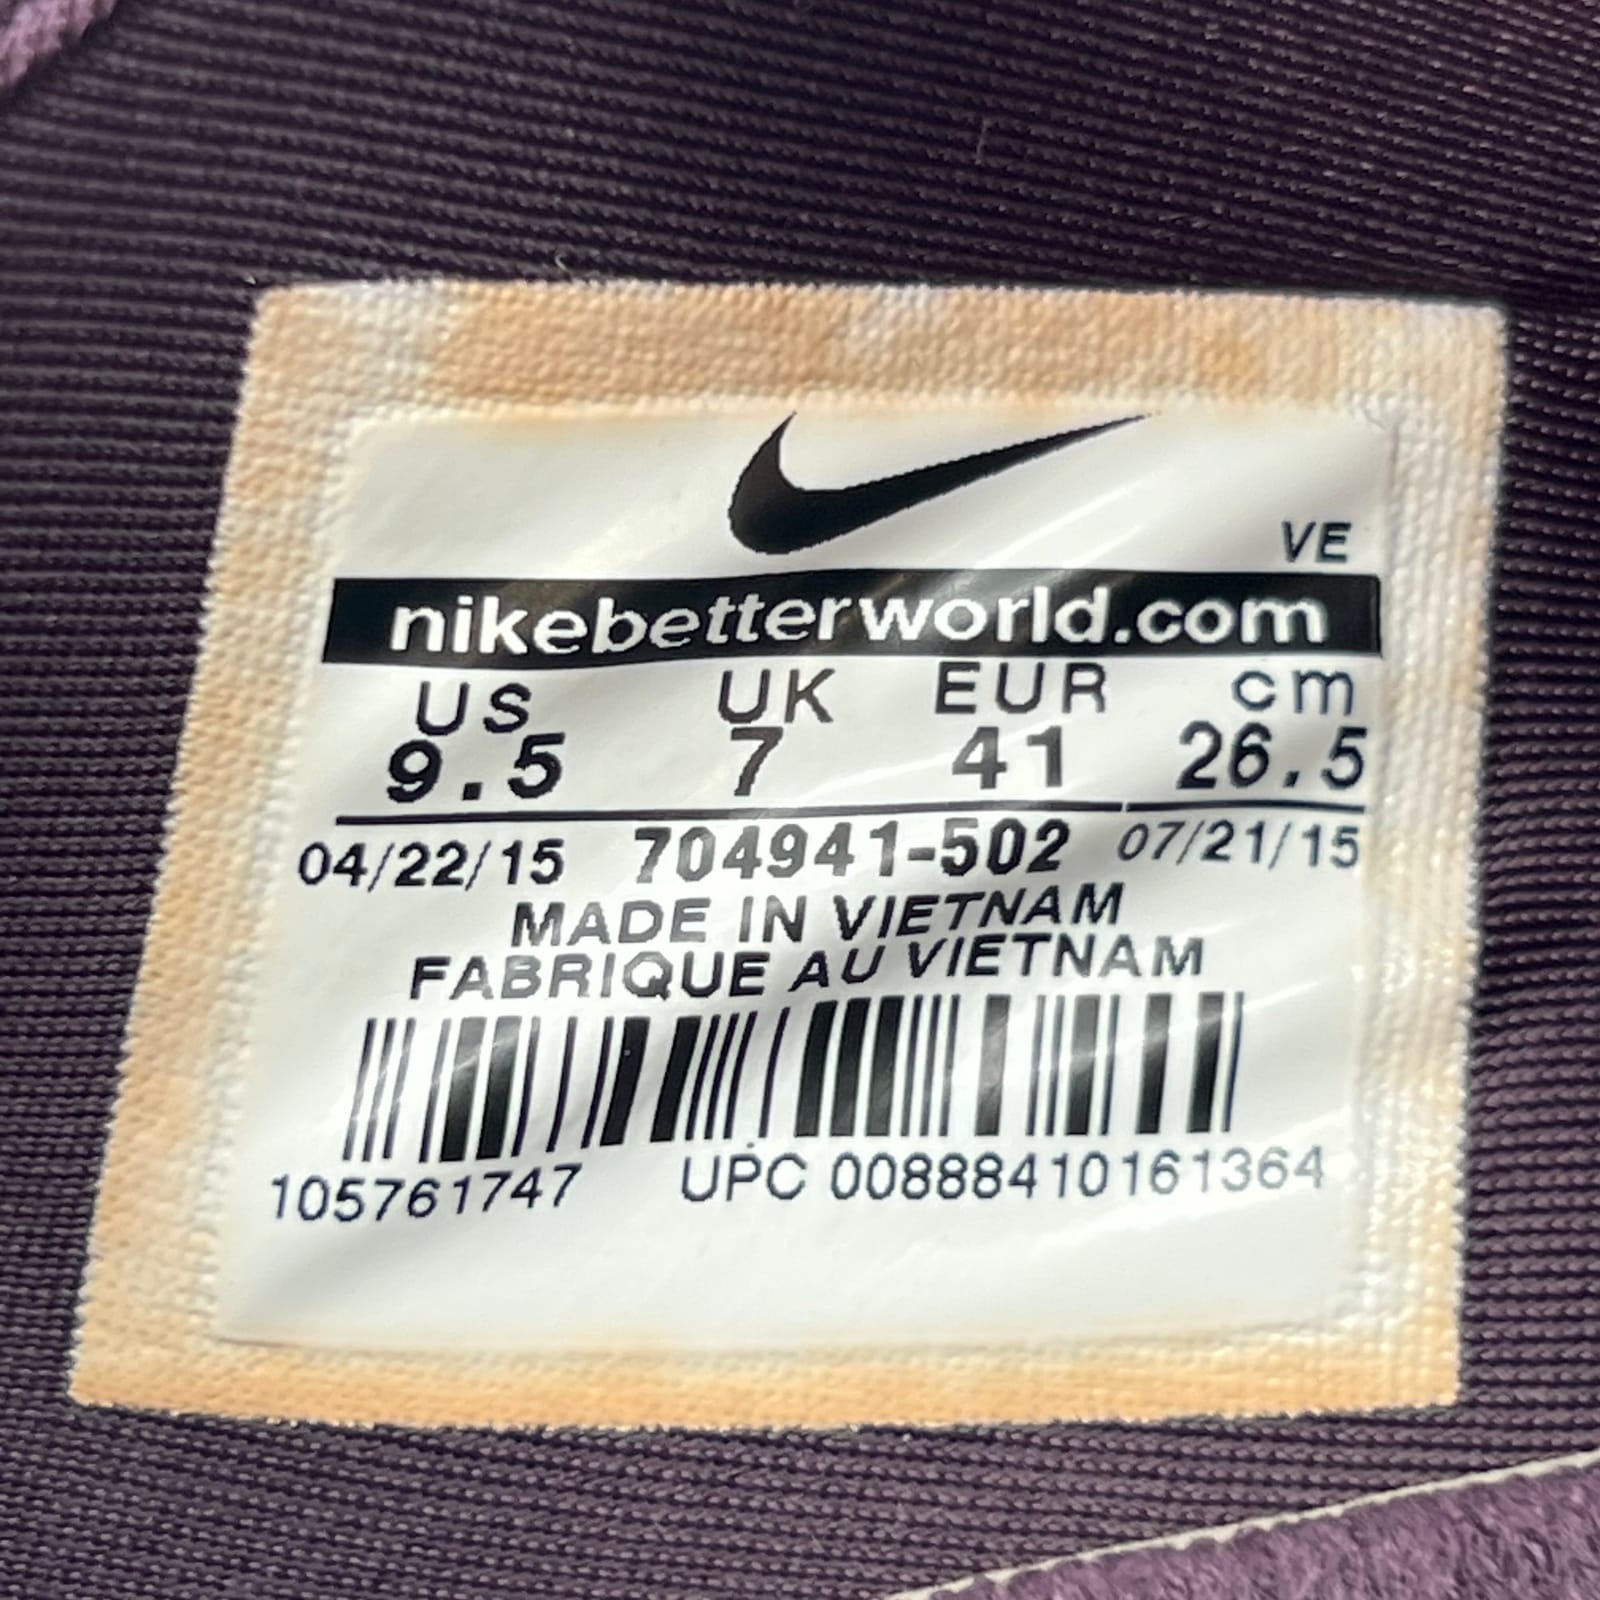 VE
nikebetterworld.com
US UK EUR cm
9.5 7 41 26.5
04/22/15 704941-502 07/21/15
MADE IN VIETNAM
FABRIQUE AU VIETNAM
105761747 UPC 00888410161364